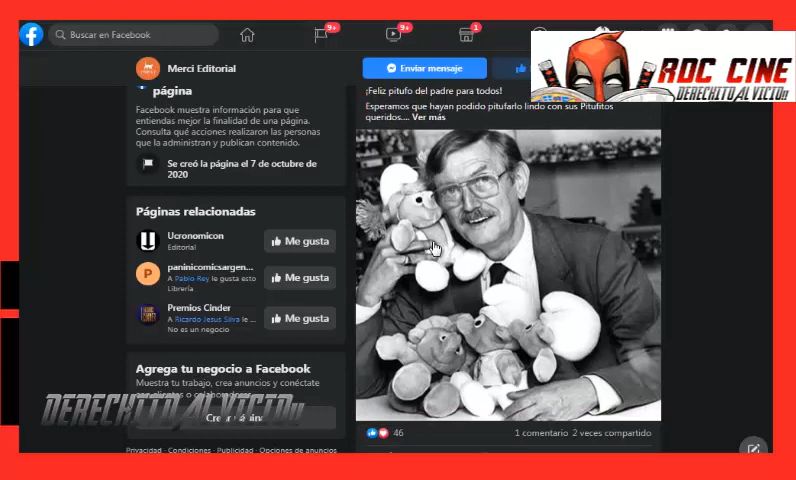 Buscar en Facebook
9+
9+
1
RDC CINE
DERECHITO AL VICIO!!
Merci Editorial
Enviar mensaje
página
Facebook muestra información para que
entiendas mejor la finalidad de una página.
Consulta qué acciones realizaron las personas
que la administran y publican contenido.
Se creó la página el 7 de octubre de
2020
Páginas relacionadas
Ucronomicon
Editorial
Me gusta
paninicomicsargen...
A Pablo Rey le gusta esto
Librería
Me gusta
Premios Cinder
A Ricardo Jesus Silva le ...
No es un negocio
Me gusta
Agrega tu negocio a Facebook
Muestra tu trabajo, crea anuncios y conéctate
DERECHITO AL VICIO!!
Privacidad · Condiciones · Publicidad · Opciones de anuncios
¡Feliz pitufo del padre para todos!
Esperamos que hayan podido pitufarlo lindo con sus Pitufitos
queridos.... Ver más
46
1 comentario 2 veces compartido